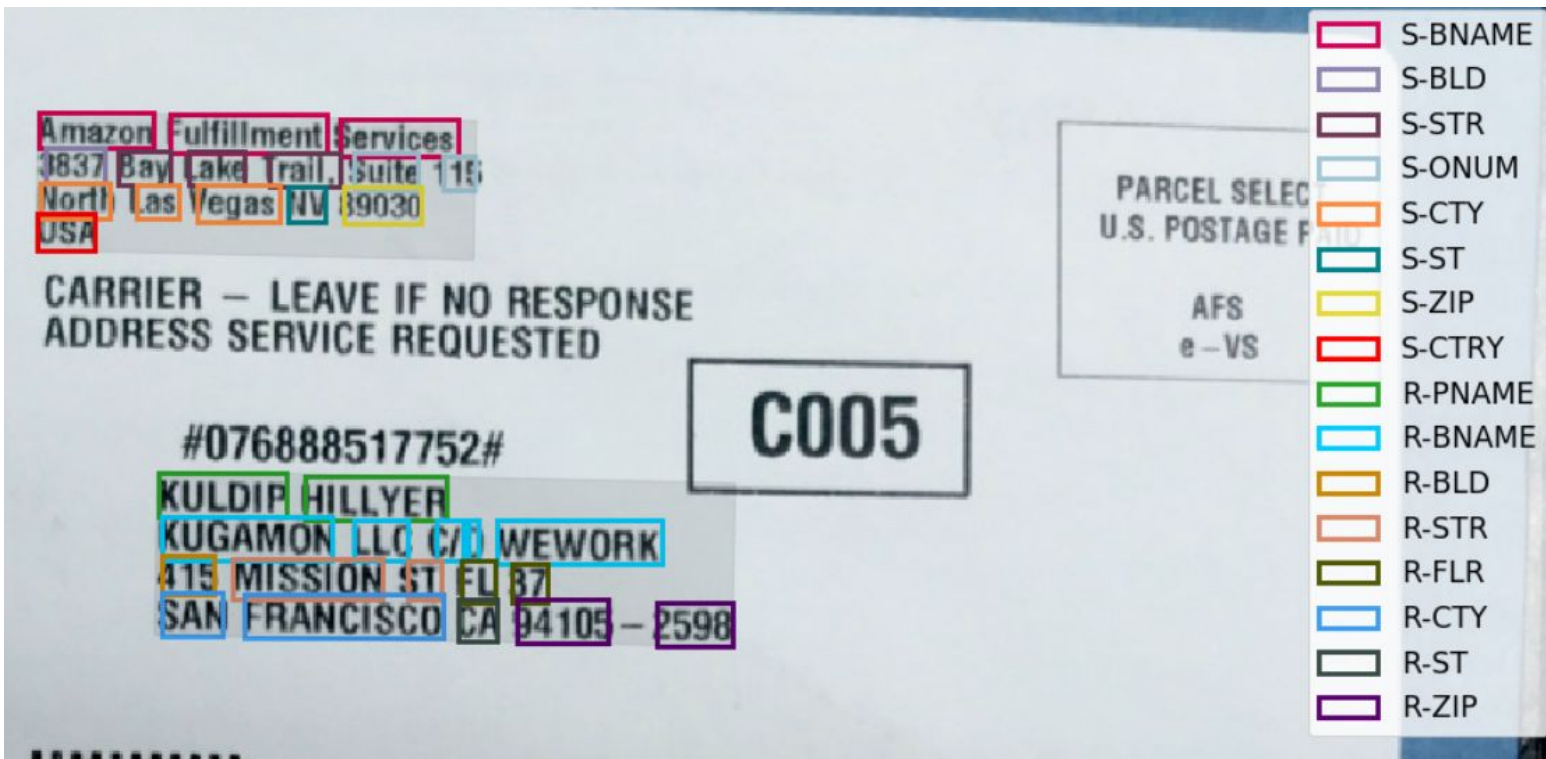 Amazon Fulfillment Services
3837 Bay Lake Trail, Suite 115
North Las Vegas NV 89030
USA
CARRIER – LEAVE IF NO RESPONSE
ADDRESS SERVICE REQUESTED
PARCEL SELECT
U.S. POSTAGE PAID
AFS
e-VS
C005
#076888517752#
KULDIP HILLYER
KUGAMON LLC C/O WEWORK
415 MISSION ST FL 37
SAN FRANCISCO CA 94105-2598
S-BNAME
S-BLD
S-STR
S-ONUM
S-CTY
S-ST
S-ZIP
S-CTRY
R-PNAME
R-BNAME
R-BLD
R-STR
R-FLR
R-CTY
R-ST
R-ZIP